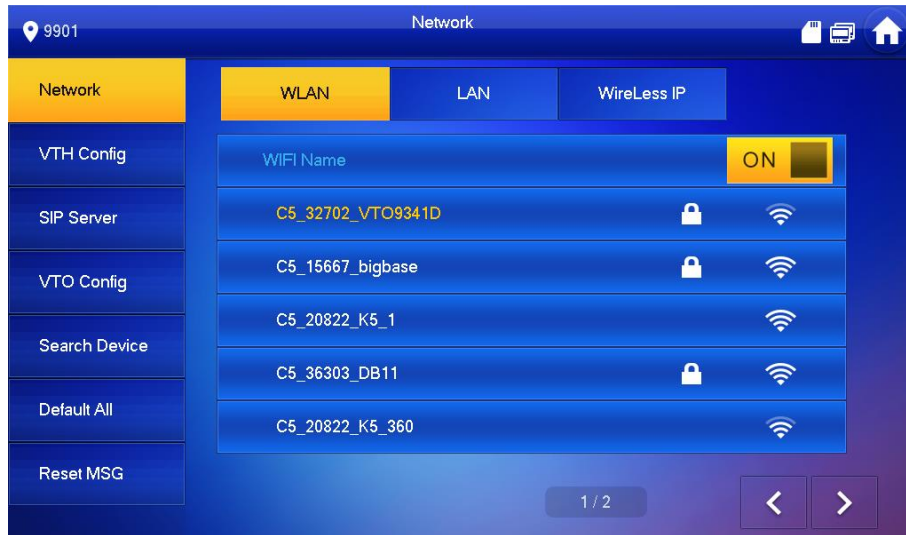 9901
Network
Network
VTH Config
SIP Server
VTO Config
Search Device
Default All
Reset MSG
WLAN
LAN
WireLess IP
WIFI Name
ON
C5_32702_VTO9341D
C5_15667_bigbase
C5_20822_K5_1
C5_36303_DB11
C5_20822_K5_360
1 / 2